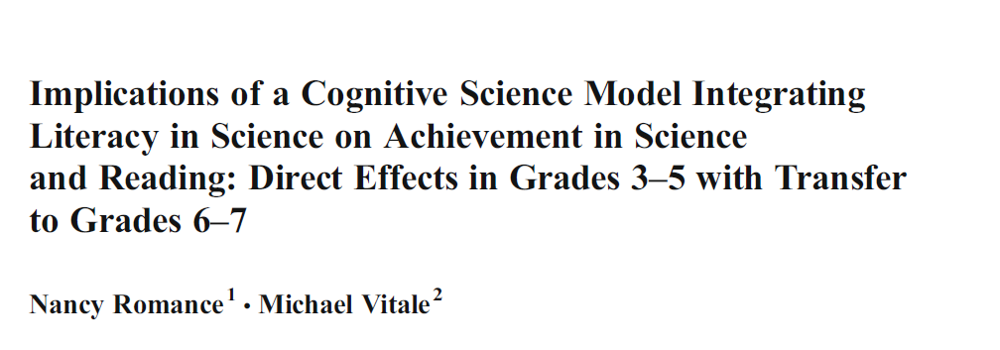 Implications of a Cognitive Science Model Integrating
Literacy in Science on Achievement in Science
and Reading: Direct Effects in Grades 3–5 with Transfer
to Grades 6–7
Nancy Romance¹ · Michael Vitale²